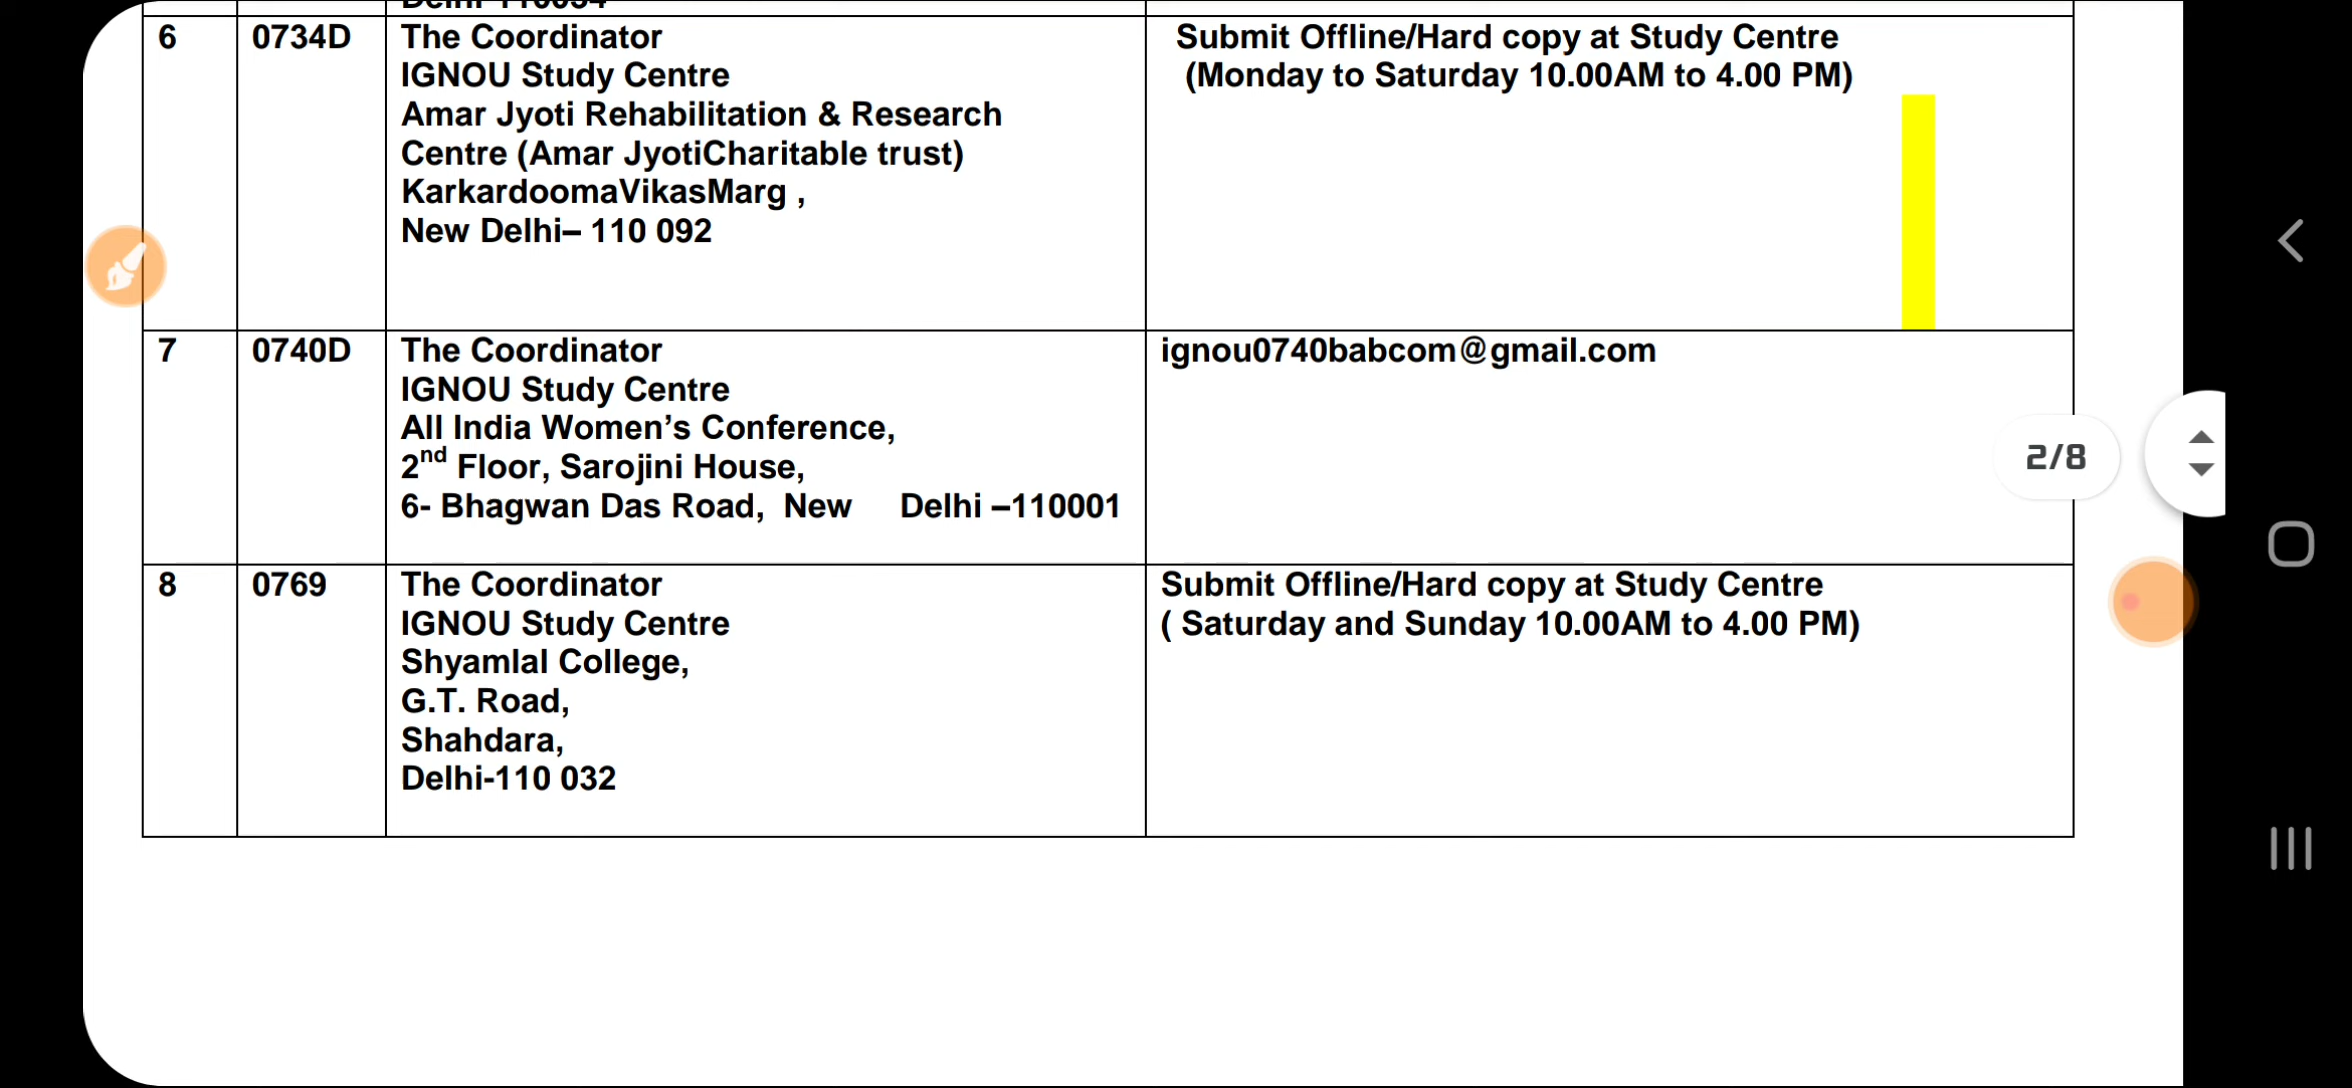 6 0734D The Coordinator Submit Offline/Hard copy at Study Centre
IGNOU Study Centre (Monday to Saturday 10.00AM to 4.00 PM)
Amar Jyoti Rehabilitation & Research
Centre (Amar JyotiCharitable trust)
KarkardoomaVikasMarg ,
New Delhi– 110 092
7 0740D The Coordinator ignou0740babcom@gmail.com
IGNOU Study Centre
All India Women’s Conference,
2nd Floor, Sarojini House,
6- Bhagwan Das Road, New Delhi –110001
2/8
8 0769 The Coordinator Submit Offline/Hard copy at Study Centre
IGNOU Study Centre ( Saturday and Sunday 10.00AM to 4.00 PM)
Shyamlal College,
G.T. Road,
Shahdara,
Delhi-110 032